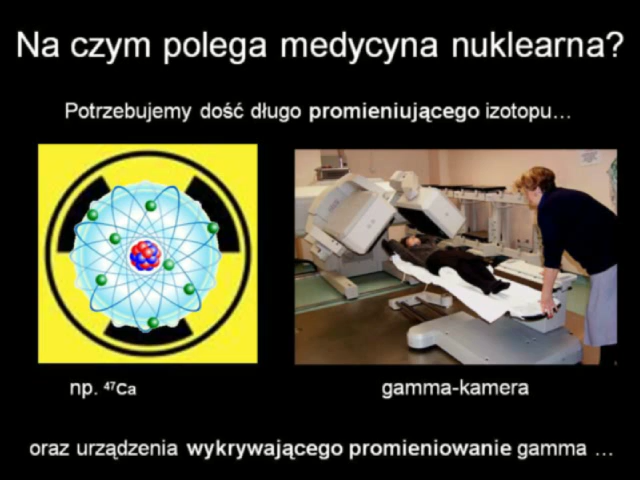 Na czym polega medycyna nuklearna?
Potrzebujemy dość długo promieniującego izotopu...
np. ⁴⁷Ca
gamma-kamera
oraz urządzenia wykrywającego promieniowanie gamma ...